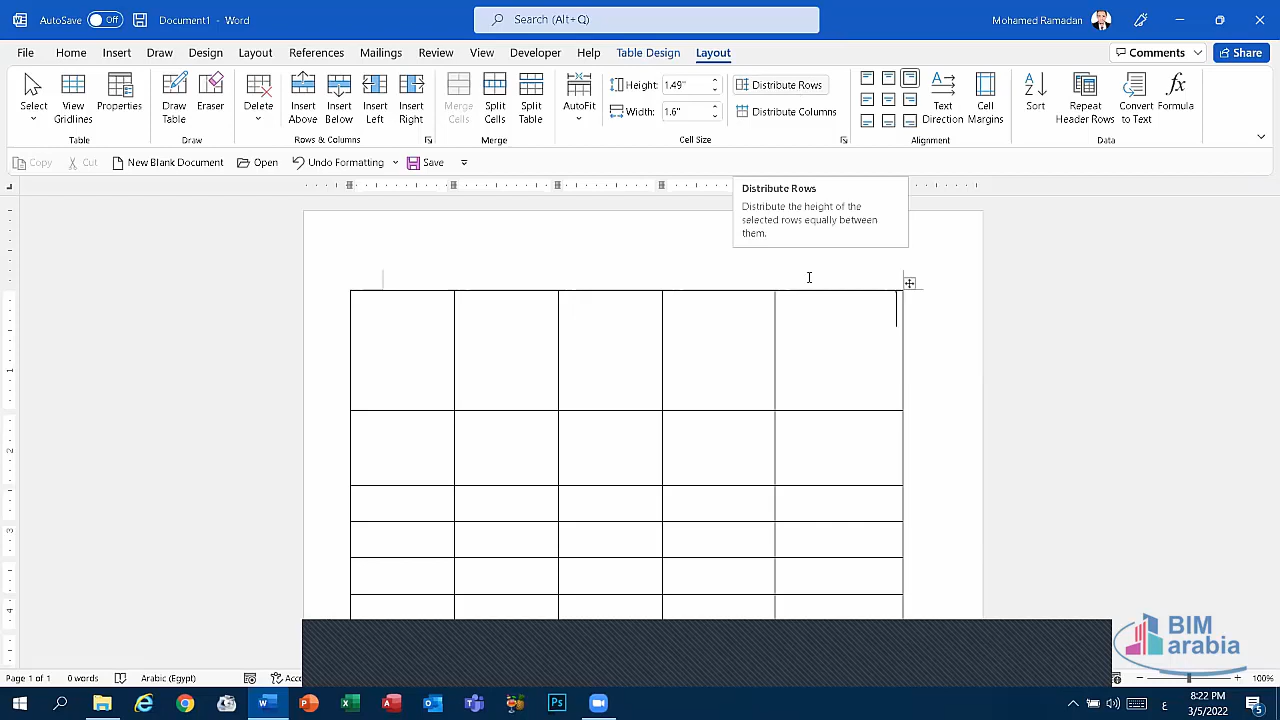 AutoSave Off Document1 - Word Search (Alt+Q) Mohamed Ramadan
File Home Insert Draw Design Layout References Mailings Review View Developer Help Table Design Layout Comments Share
Select View Gridlines Properties Draw Table Eraser Delete Insert Above Insert Below Insert Left Insert Right Merge Cells Split Cells Split Table AutoFit Height: 1.49" Width: 1.6" Distribute Rows Distribute Columns Text Direction Cell Margins Sort Repeat Header Rows Convert to Text Formula
Table Draw Rows & Columns Merge Cell Size Alignment Data
Copy Cut New Blank Document Open Undo Formatting Save
Distribute Rows
Distribute the height of the
selected rows equally between
them.
1
2
3
4
BIM
arabia
Page 1 of 1 0 words Arabic (Egypt) 100%
8:22 PM
3/5/2022
5